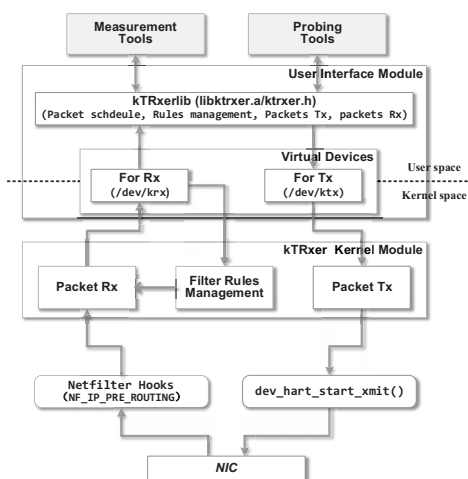 Measurement
Tools
Probing
Tools
User Interface Module
kTRxerlib (libktrxer.a/ktrxer.h)
(Packet schdeule, Rules management, Packets Tx, packets Rx)
Virtual Devices
For Rx
(/dev/krx)
For Tx
(/dev/ktx)
User space
Kernel space
kTRxer Kernel Module
Packet Rx
Filter Rules
Management
Packet Tx
Netfilter Hooks
(NF_IP_PRE_ROUTING)
dev_hart_start_xmit()
NIC